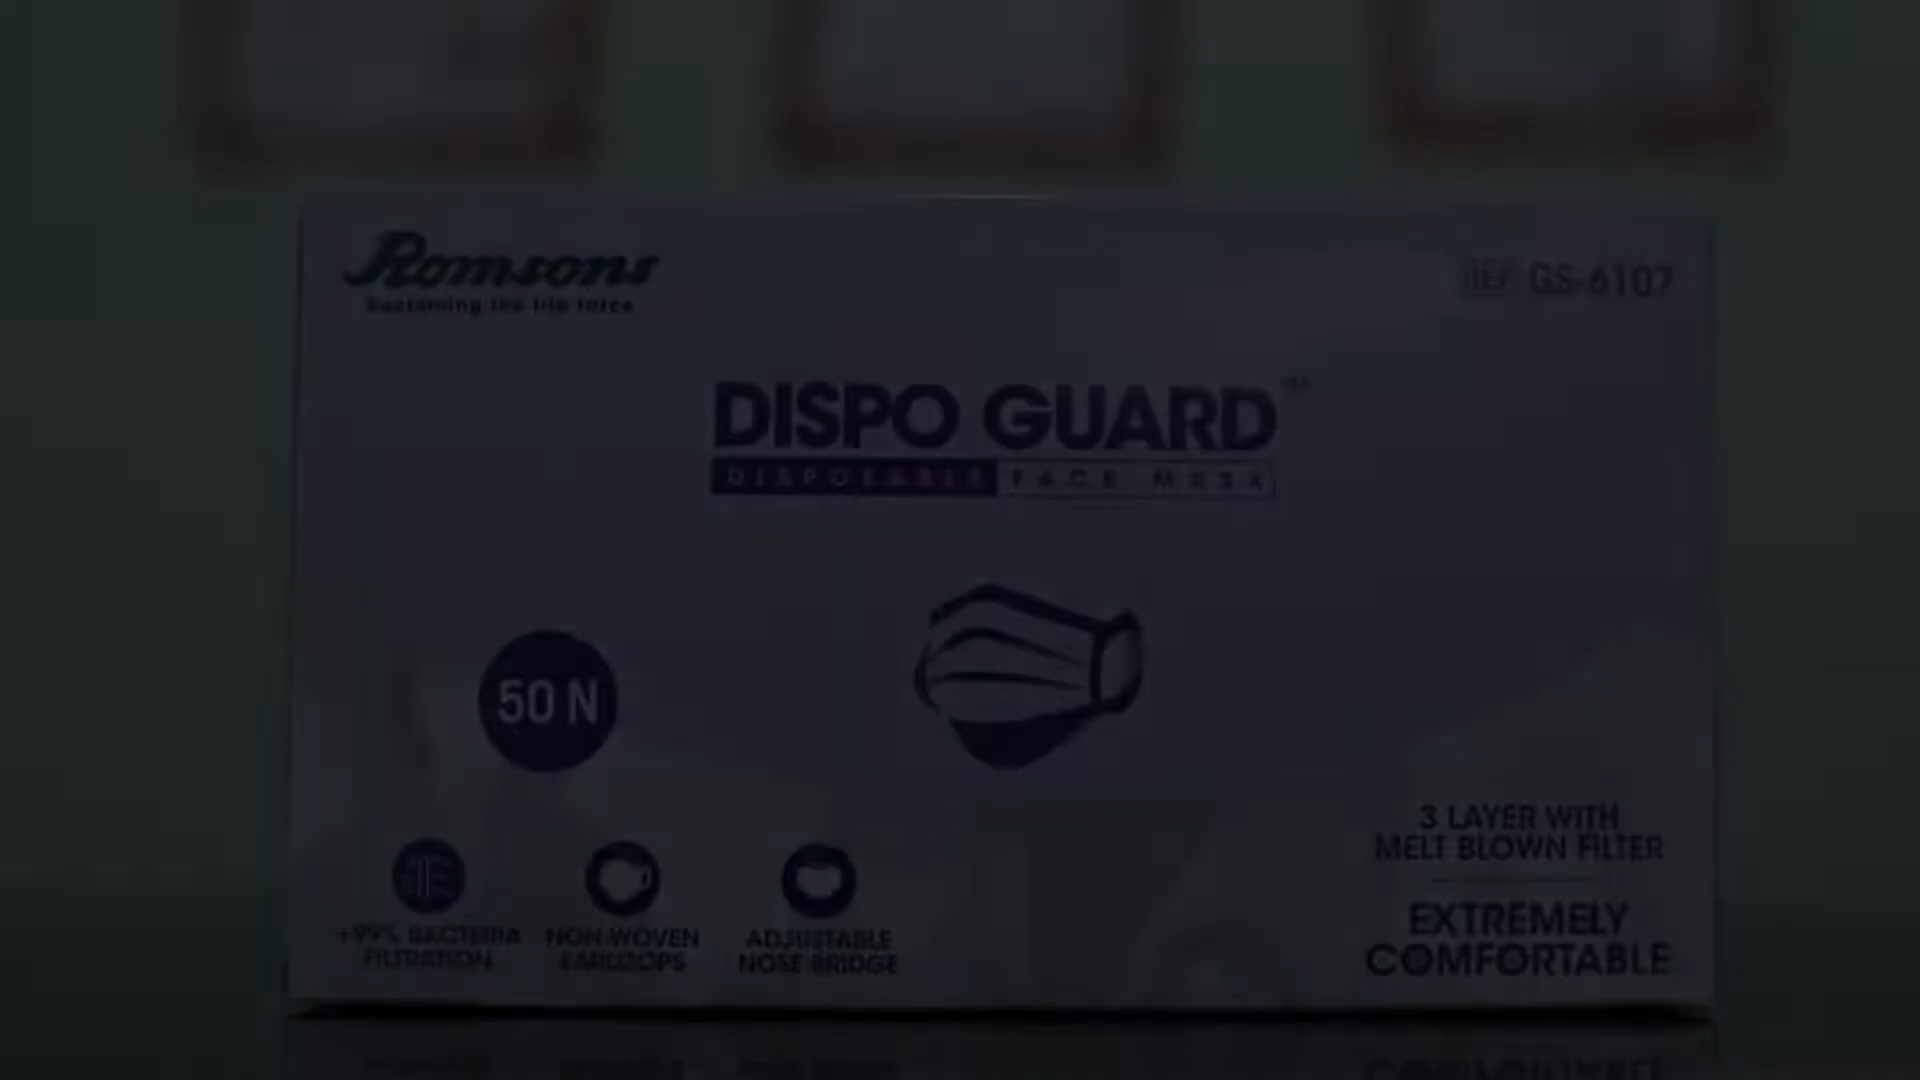 Romsons
Sustaining the life force
REF GS-6107
DISPO GUARD™
DISPOSABLE FACE MASK
50 N
+99% BACTERIA
FILTRATION
NON WOVEN
EARLOOPS
ADJUSTABLE
NOSE BRIDGE
3 LAYER WITH
MELT BLOWN FILTER
EXTREMELY
COMFORTABLE